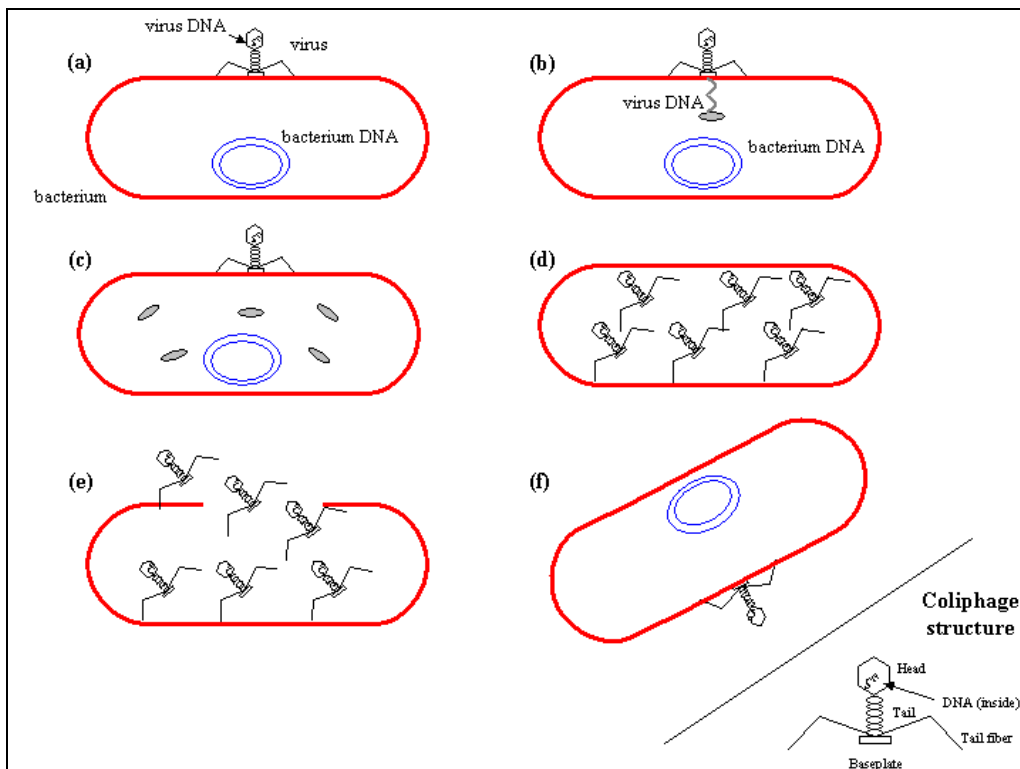 virus DNA
virus
(a)
bacterium DNA
bacterium
(b)
virus DNA
bacterium DNA
(c)
(d)
(e)
(f)
Coliphage
structure
Head
DNA (inside)
Tail
Tail fiber
Baseplate